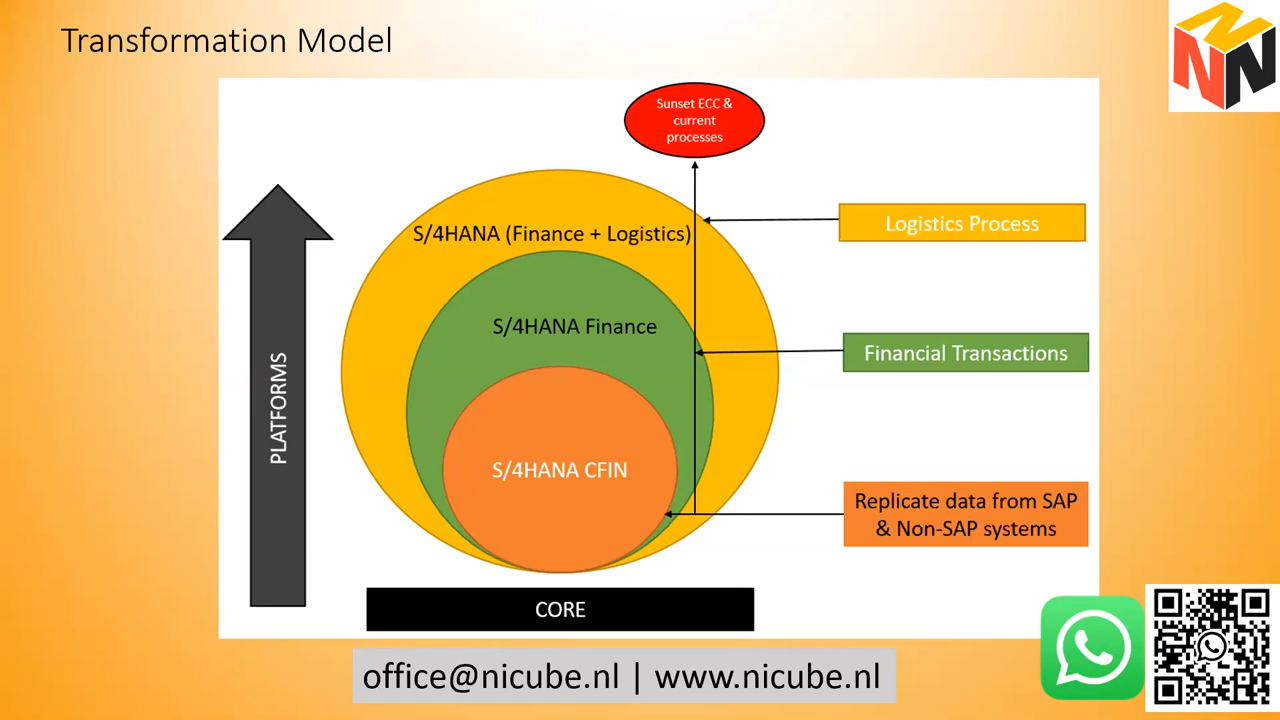 Transformation Model
Sunset ECC &
current
processes
S/4HANA (Finance + Logistics)
Logistics Process
S/4HANA Finance
Financial Transactions
PLATFORMS
S/4HANA CFIN
Replicate data from SAP
& Non-SAP systems
CORE
office@nicube.nl | www.nicube.nl